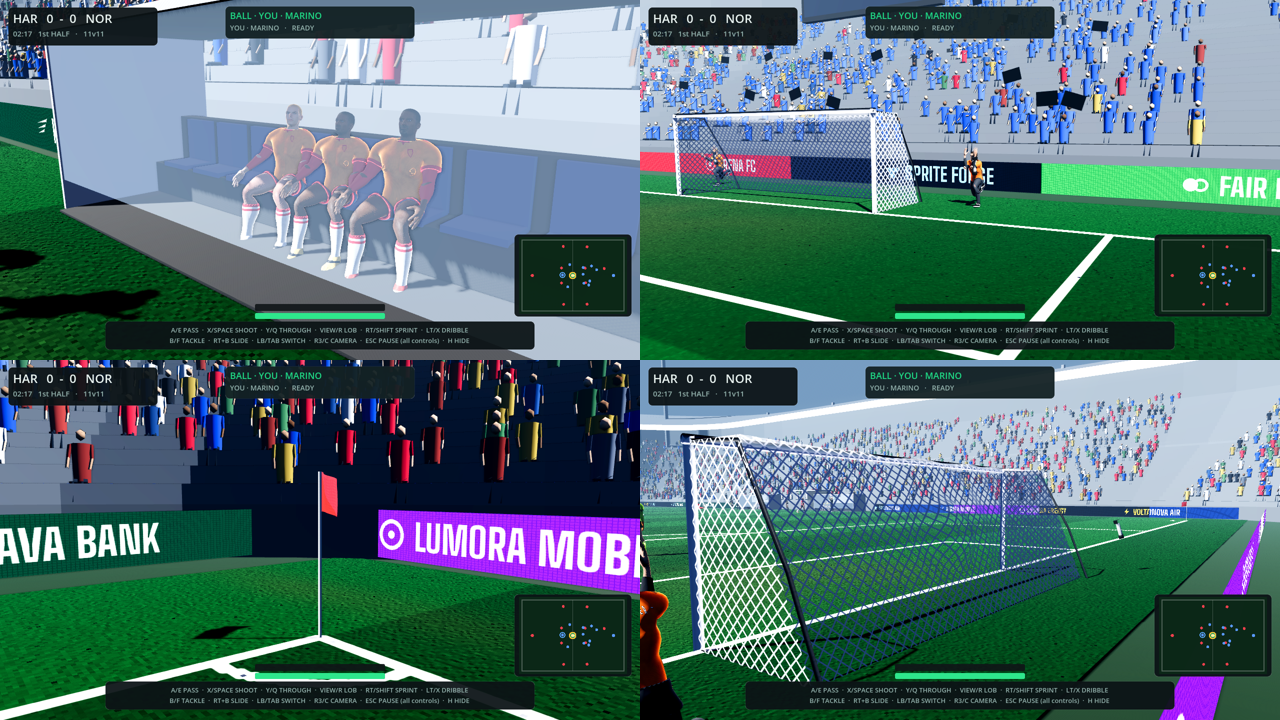 HAR 0 - 0 NOR
02:17 1st HALF · 11v11
BALL · YOU · MARINO
YOU · MARINO · READY
A/E PASS · X/SPACE SHOOT · Y/Q THROUGH · VIEW/R LOB · RT/SHIFT SPRINT · LT/X DRIBBLE
B/F TACKLE · RT+B SLIDE · LB/TAB SWITCH · R3/C CAMERA · ESC PAUSE (all controls) · H HIDE
HAR 0 - 0 NOR
02:17 1st HALF · 11v11
BALL · YOU · MARINO
YOU · MARINO · READY
ENA FC
SPRITE FORGE
FAIR
A/E PASS · X/SPACE SHOOT · Y/Q THROUGH · VIEW/R LOB · RT/SHIFT SPRINT · LT/X DRIBBLE
B/F TACKLE · RT+B SLIDE · LB/TAB SWITCH · R3/C CAMERA · ESC PAUSE (all controls) · H HIDE
HAR 0 - 0 NOR
02:17 1st HALF · 11v11
BALL · YOU · MARINO
YOU · MARINO · READY
AVA BANK
LUMORA MOBI
A/E PASS · X/SPACE SHOOT · Y/Q THROUGH · VIEW/R LOB · RT/SHIFT SPRINT · LT/X DRIBBLE
B/F TACKLE · RT+B SLIDE · LB/TAB SWITCH · R3/C CAMERA · ESC PAUSE (all controls) · H HIDE
HAR 0 - 0 NOR
02:17 1st HALF · 11v11
BALL · YOU · MARINO
YOU · MARINO · READY
NOVA AIR
A/E PASS · X/SPACE SHOOT · Y/Q THROUGH · VIEW/R LOB · RT/SHIFT SPRINT · LT/X DRIBBLE
B/F TACKLE · RT+B SLIDE · LB/TAB SWITCH · R3/C CAMERA · ESC PAUSE (all controls) · H HIDE